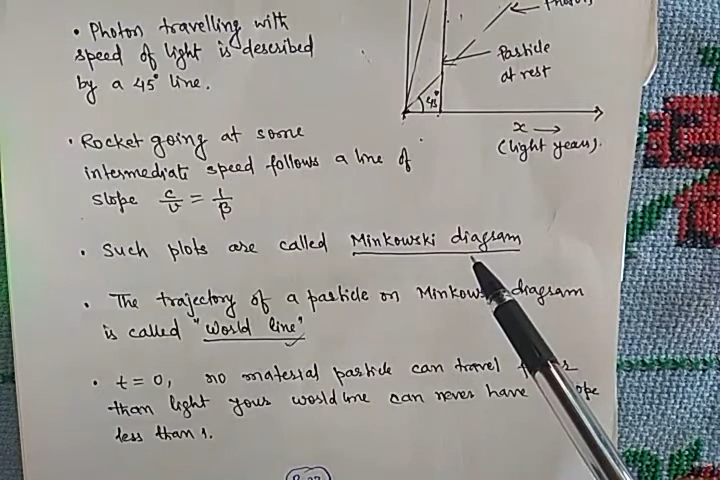 • Photon travelling with
speed of light is described
by a 45° line.
45°
Particle
at rest
x →
(light years).
• Rocket going at some
intermediate speed follows a line of
slope c/v = 1/β
• Such plots are called Minkowski diagram
• The trajectory of a particle on diagram
is called "World line"
• t = 0, no material particle can travel
than light your worldline can never have
less than 1.